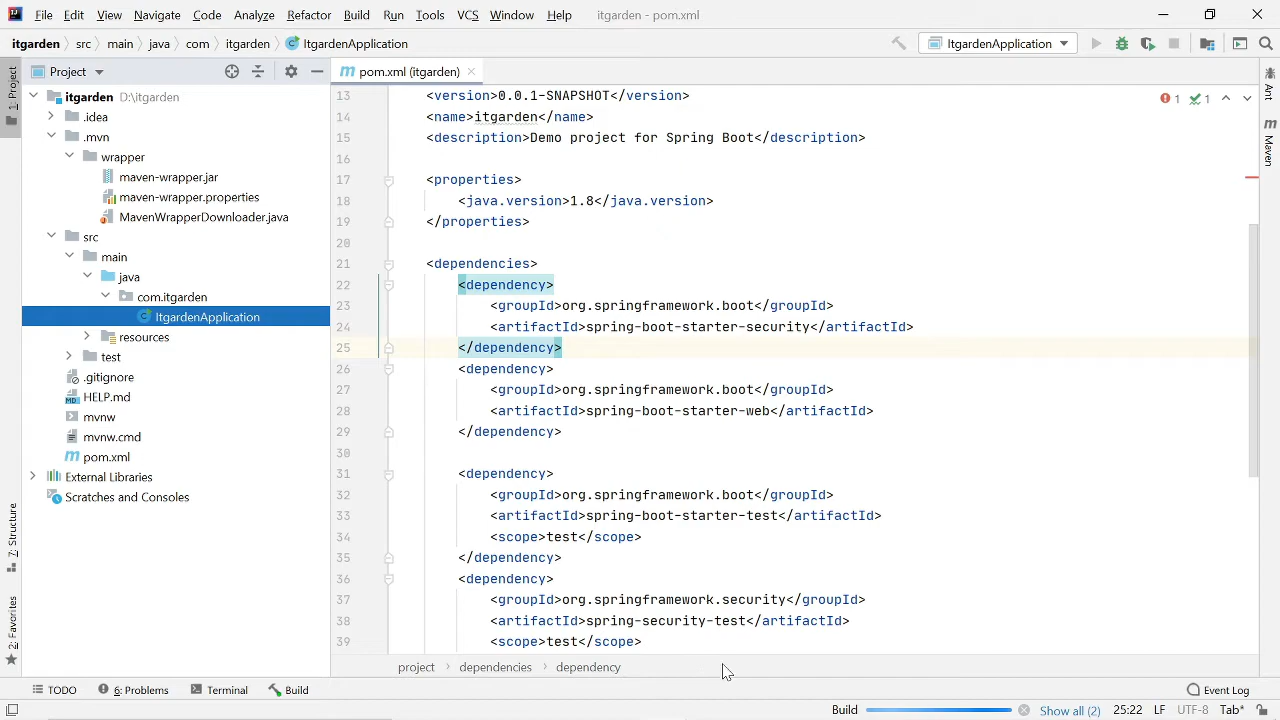 File Edit View Navigate Code Analyze Refactor Build Run Tools VCS Window Help itgarden - pom.xml
itgarden › src › main › java › com › itgarden › ItgardenApplication
ItgardenApplication
1: Project
Project
pom.xml (itgarden)
Ant
Maven
itgarden D:\itgarden
.idea
.mvn
wrapper
maven-wrapper.jar
maven-wrapper.properties
MavenWrapperDownloader.java
src
main
java
com.itgarden
ItgardenApplication
resources
test
.gitignore
HELP.md
mvnw
mvnw.cmd
pom.xml
External Libraries
Scratches and Consoles
7: Structure
2: Favorites
1 1
13 <version>0.0.1-SNAPSHOT</version>
14 <name>itgarden</name>
15 <description>Demo project for Spring Boot</description>
16
17 <properties>
18 <java.version>1.8</java.version>
19 </properties>
20
21 <dependencies>
22 <dependency>
23 <groupId>org.springframework.boot</groupId>
24 <artifactId>spring-boot-starter-security</artifactId>
25 </dependency>
26 <dependency>
27 <groupId>org.springframework.boot</groupId>
28 <artifactId>spring-boot-starter-web</artifactId>
29 </dependency>
30
31 <dependency>
32 <groupId>org.springframework.boot</groupId>
33 <artifactId>spring-boot-starter-test</artifactId>
34 <scope>test</scope>
35 </dependency>
36 <dependency>
37 <groupId>org.springframework.security</groupId>
38 <artifactId>spring-security-test</artifactId>
39 <scope>test</scope>
project › dependencies › dependency
TODO 6: Problems Terminal Build Event Log
Build Show all (2) 25:22 LF UTF-8 Tab*